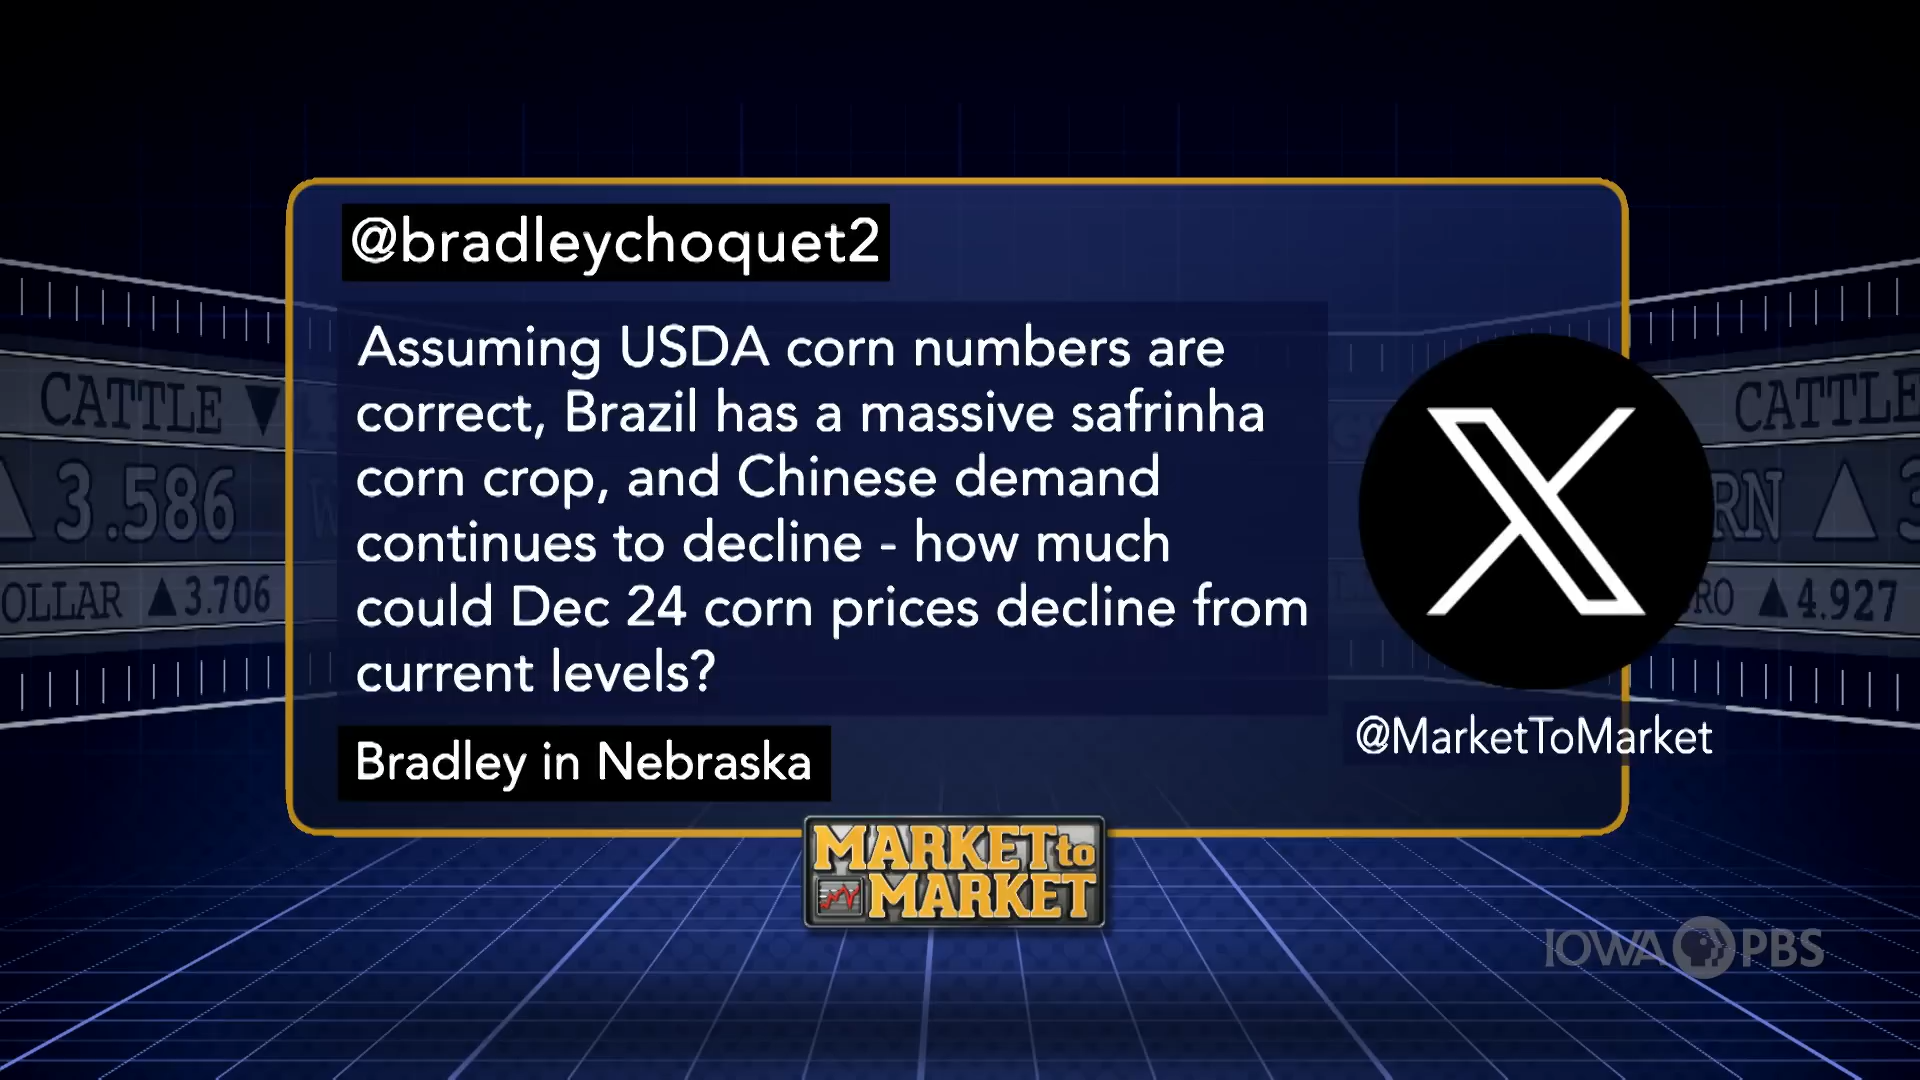 @bradleychoquet2
Assuming USDA corn numbers are
correct, Brazil has a massive safrinha
corn crop, and Chinese demand
continues to decline - how much
could Dec 24 corn prices decline from
current levels?
Bradley in Nebraska
@MarketToMarket
MARKET to
MARKET
IOWA PBS
CATTLE ▼
▲ 3.586
OLLAR ▲3.706
CATTLE
RN ▲ 3
RO ▲4.927